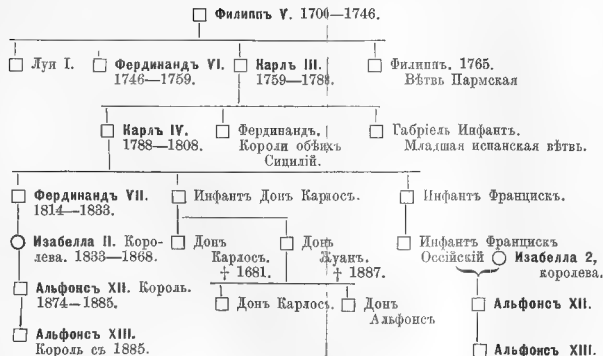 Филиппъ V. 1700—1746.
Луи I. Фердинандъ VI. Карлъ III. Филиппъ. 1765.
1746—1759. 1759—1788. Вѣтвь Пармская
Карлъ IV. Фердинандъ. Габріель Инфантъ.
1788—1808. Короли обѣихъ Младшая испанская вѣтвь.
Сицилій.
Фердинандъ VII. Инфантъ Донъ Карлосъ. Инфантъ Францискъ.
1814—1833.
Изабелла II. Коро- Донъ Донъ Инфантъ Францискъ
лева. 1833—1868. Карлосъ. Жуанъ. Оссійскій Изабелла 2,
† 1681. † 1887. королева.
Альфонсъ XII. Король.
1874—1885. Донъ Карлосъ. Донъ Альфонсъ XII.
Альфонсъ
Альфонсъ XIII.
Король съ 1885. Альфонсъ XIII.